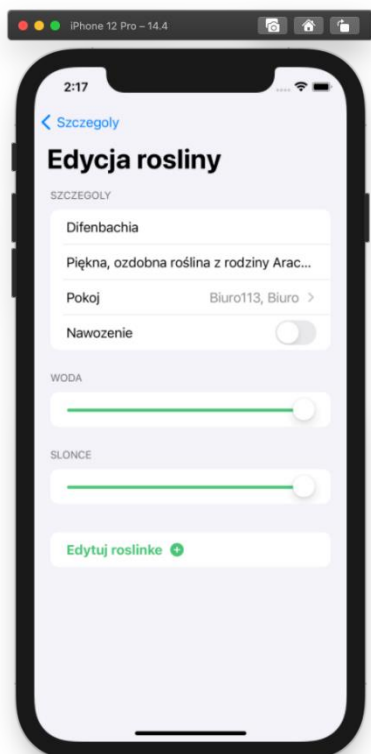 iPhone 12 Pro – 14.4
2:17
Szczegoly
Edycja rosliny
SZCZEGOLY
Difenbachia
Piękna, ozdobna roślina z rodziny Arac...
Pokoj Biuro113, Biuro
Nawozenie
WODA
SLONCE
Edytuj roslinke